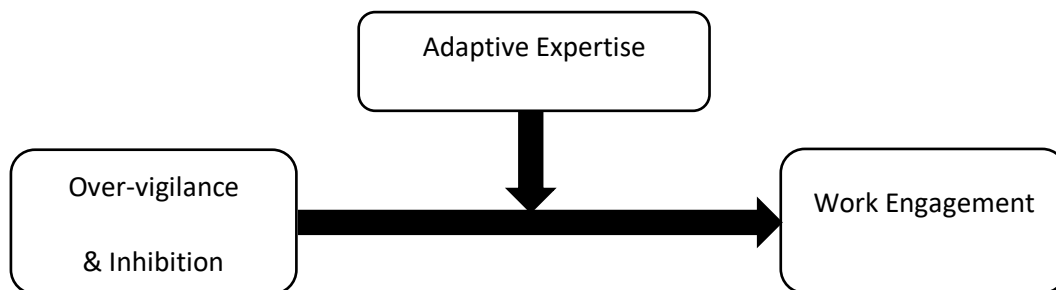 Adaptive Expertise
Over-vigilance
& Inhibition
Work Engagement